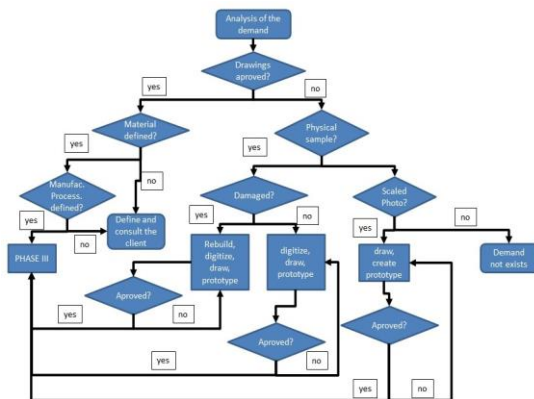 Analysis of the
demand
Drawings
aproved?
yes
no
Material
defined?
Physical
sample?
yes
yes
no
Manufac.
Process.
defined?
no
Damaged?
Scaled
Photo?
yes
no
Define and
consult the
client
yes
no
yes
no
PHASE III
Rebuild,
digitize,
draw,
prototype
digitize,
draw,
prototype
draw,
create
prototype
Demand
not exists
Aproved?
yes
no
Aproved?
Aproved?
yes
no
yes
no